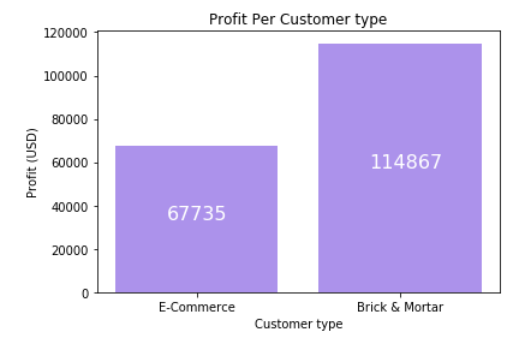 Profit Per Customer type
120000
100000
80000
60000
40000
20000
0
Profit (USD)
67735
114867
E-Commerce
Brick & Mortar
Customer type